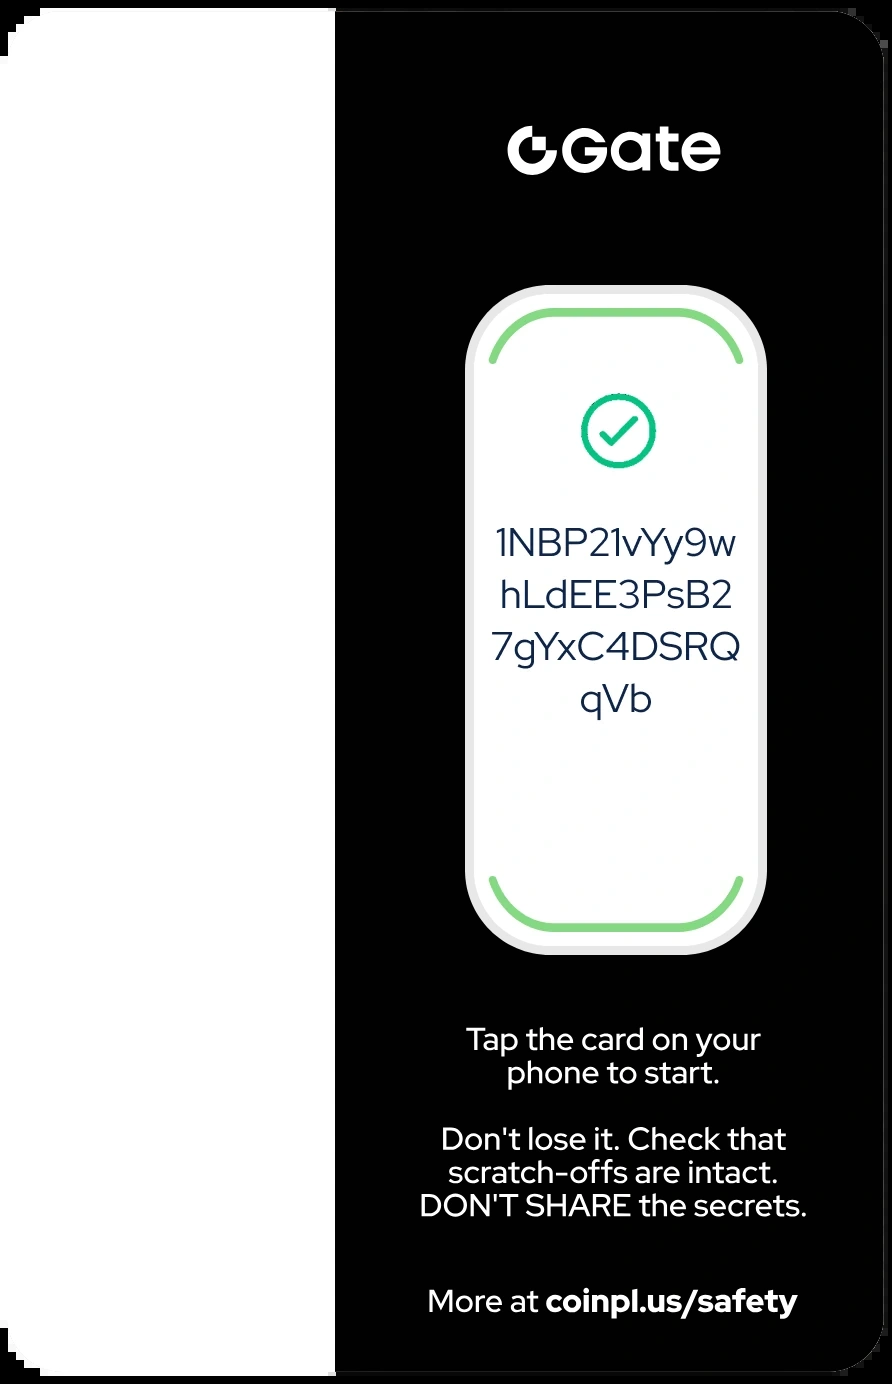 Gate
1NBP21vYy9w
hLdEE3PsB2
7gYxC4DSRQ
qVb
Tap the card on your
phone to start.
Don't lose it. Check that
scratch-offs are intact.
DON'T SHARE the secrets.
More at coinpl.us/safety